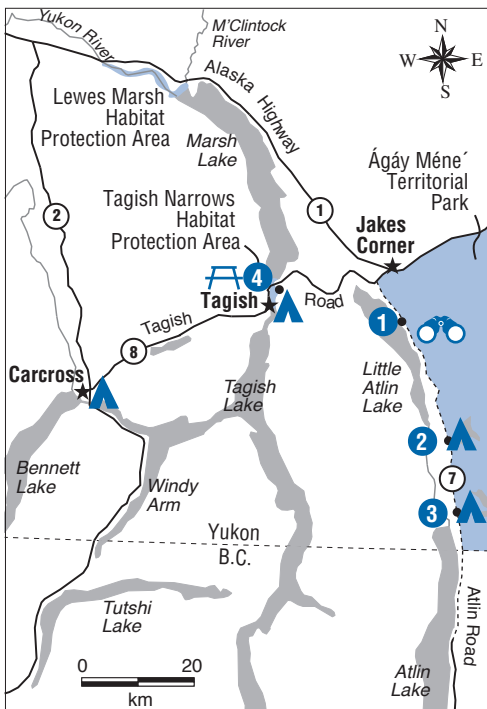 Yukon River
M'Clintock
River
N
W E
S
Alaska Highway
Lewes Marsh
Habitat
Protection Area
Marsh
Lake
Ágáy Méne´
Territorial
Park
2
Tagish Narrows
Habitat
Protection Area
1
Jakes
Corner
4
Tagish
Tagish Road
1
8
Little
Atlin
Lake
Carcross
Tagish
Lake
2
Bennett
Lake
Windy
Arm
7
3
Yukon
B.C.
Tutshi
Lake
Atlin Road
0 20
km
Atlin
Lake